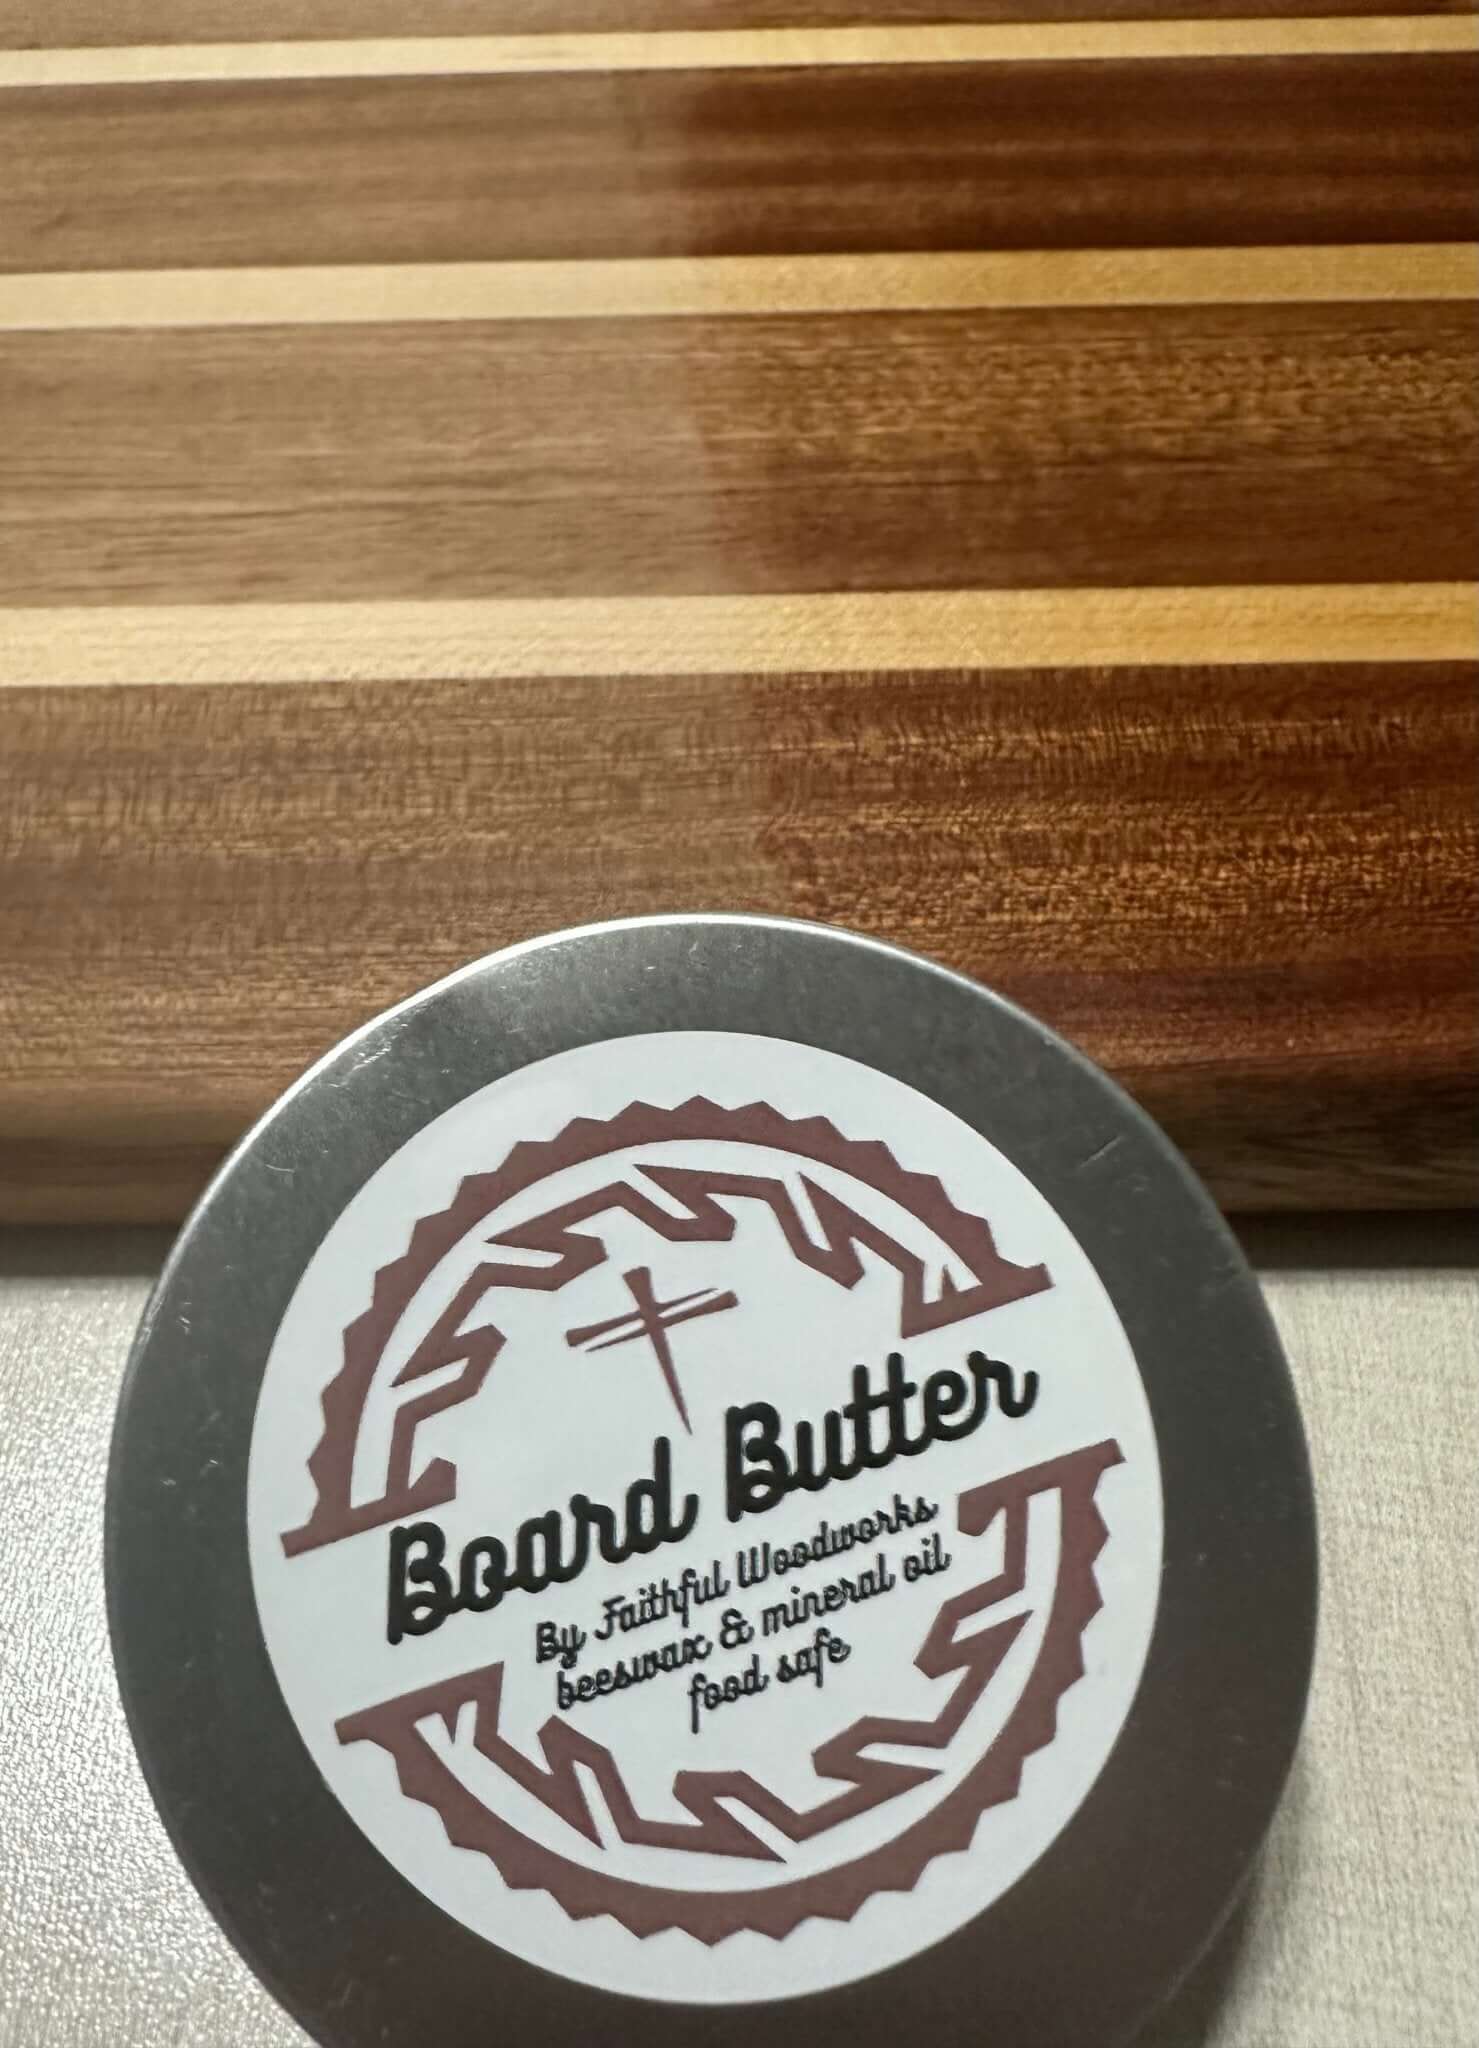 Board Butter
By Faithful Woodworks
beeswax & mineral oil
food safe